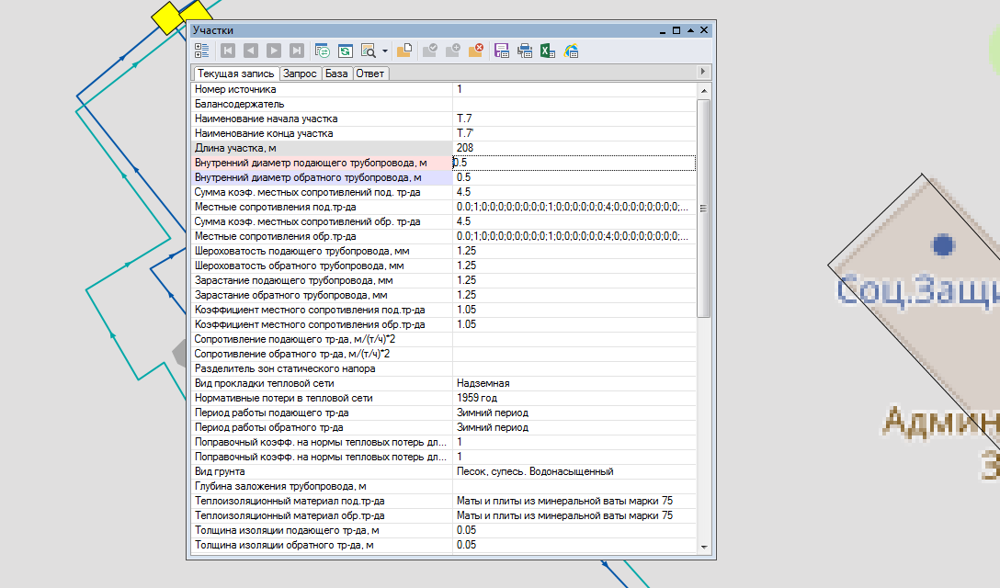 Участки
Текущая запись Запрос База Ответ
Номер источника 1
Балансодержатель
Наименование начала участка Т.7
Наименование конца участка Т.7'
Длина участка, м 208
Внутренний диаметр подающего трубопровода, м 0.5
Внутренний диаметр обратного трубопровода, м 0.5
Сумма коэф. местных сопротивлений под. тр-да 4.5
Местные сопротивления под.тр-да 0.0;1;0;0;0;0;0;0;0;0;1;0;0;0;0;0;4;0;0;0;0;0;0;0;0;...
Сумма коэф. местных сопротивлений обр. тр-да 4.5
Местные сопротивления обр.тр-да 0.0;1;0;0;0;0;0;0;0;0;1;0;0;0;0;0;4;0;0;0;0;0;0;0;0;...
Шероховатость подающего трубопровода, мм 1.25
Шероховатость обратного трубопровода, мм 1.25
Зарастание подающего трубопровода, мм 1.25
Зарастание обратного трубопровода, мм 1.25
Коэффициент местного сопротивления под.тр-да 1.05
Коэффициент местного сопротивления обр.тр-да 1.05
Сопротивление подающего тр-да, м/(т/ч)*2
Сопротивление обратного тр-да, м/(т/ч)*2
Разделитель зон статического напора
Вид прокладки тепловой сети Надземная
Нормативные потери в тепловой сети 1959 год
Период работы подающего тр-да Зимний период
Период работы обратного тр-да Зимний период
Поправочный коэфф. на нормы тепловых потерь дл... 1
Поправочный коэфф. на нормы тепловых потерь дл... 1
Вид грунта Песок, супесь. Водонасыщенный
Глубина заложения трубопровода, м
Теплоизоляционный материал под.тр-да Маты и плиты из минеральной ваты марки 75
Теплоизоляционный материал обр.тр-да Маты и плиты из минеральной ваты марки 75
Толщина изоляции подающего тр-да, м 0.05
Толщина изоляции обратного тр-да, м 0.05
Соц.Защи
Админ
З